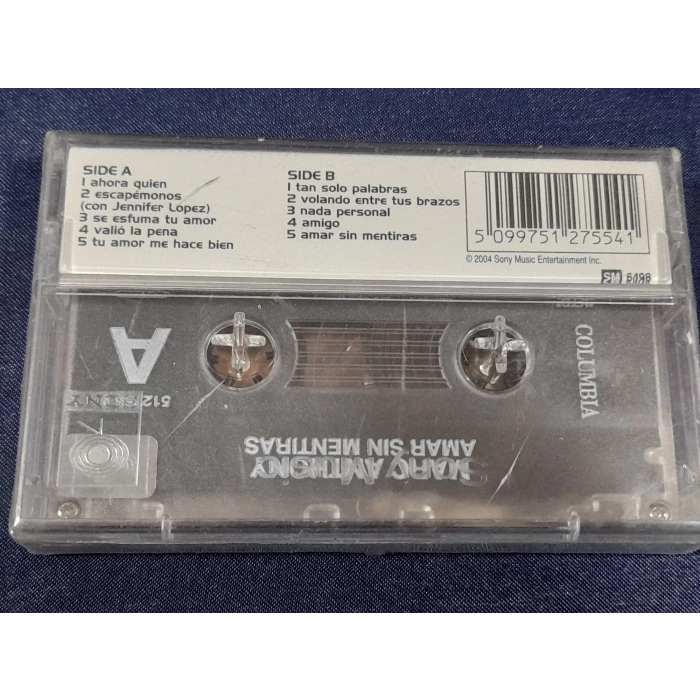 SIDE A
1 ahora quien
2 escapémonos
(con Jennifer López)
3 se esfuma tu amor
4 valió la pena
5 tu amor me hace bien
SIDE B
1 tan solo palabras
2 volando entre tus brazos
3 nada personal
4 amigo
5 amar sin mentiras
5 099751 275541
© 2004 Sony Music Entertainment Inc.
SM 6498
A
COLUMBIA
512
SONY
MARC ANTHONY
AMAR SIN MENTIRAS